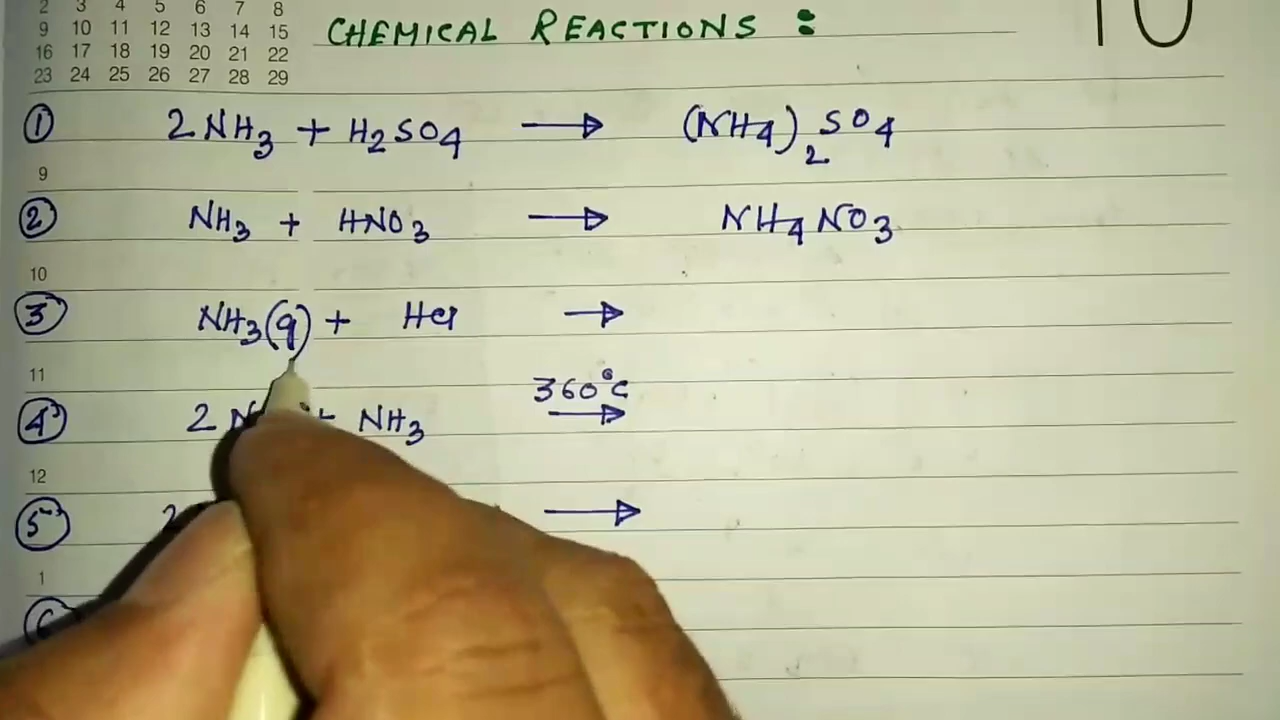 2 3 4 5 6 7 8
9 10 11 12 13 14 15
16 17 18 19 20 21 22
23 24 25 26 27 28 29
10
CHEMICAL REACTIONS :
① 2NH3 + H2SO4 → (NH4)2SO4
9
② NH3 + HNO3 → NH4NO3
10
③ NH3(g) + HCl →
11
360°C
④ 2 N + NH3 →
12
⑤ 2 →
1